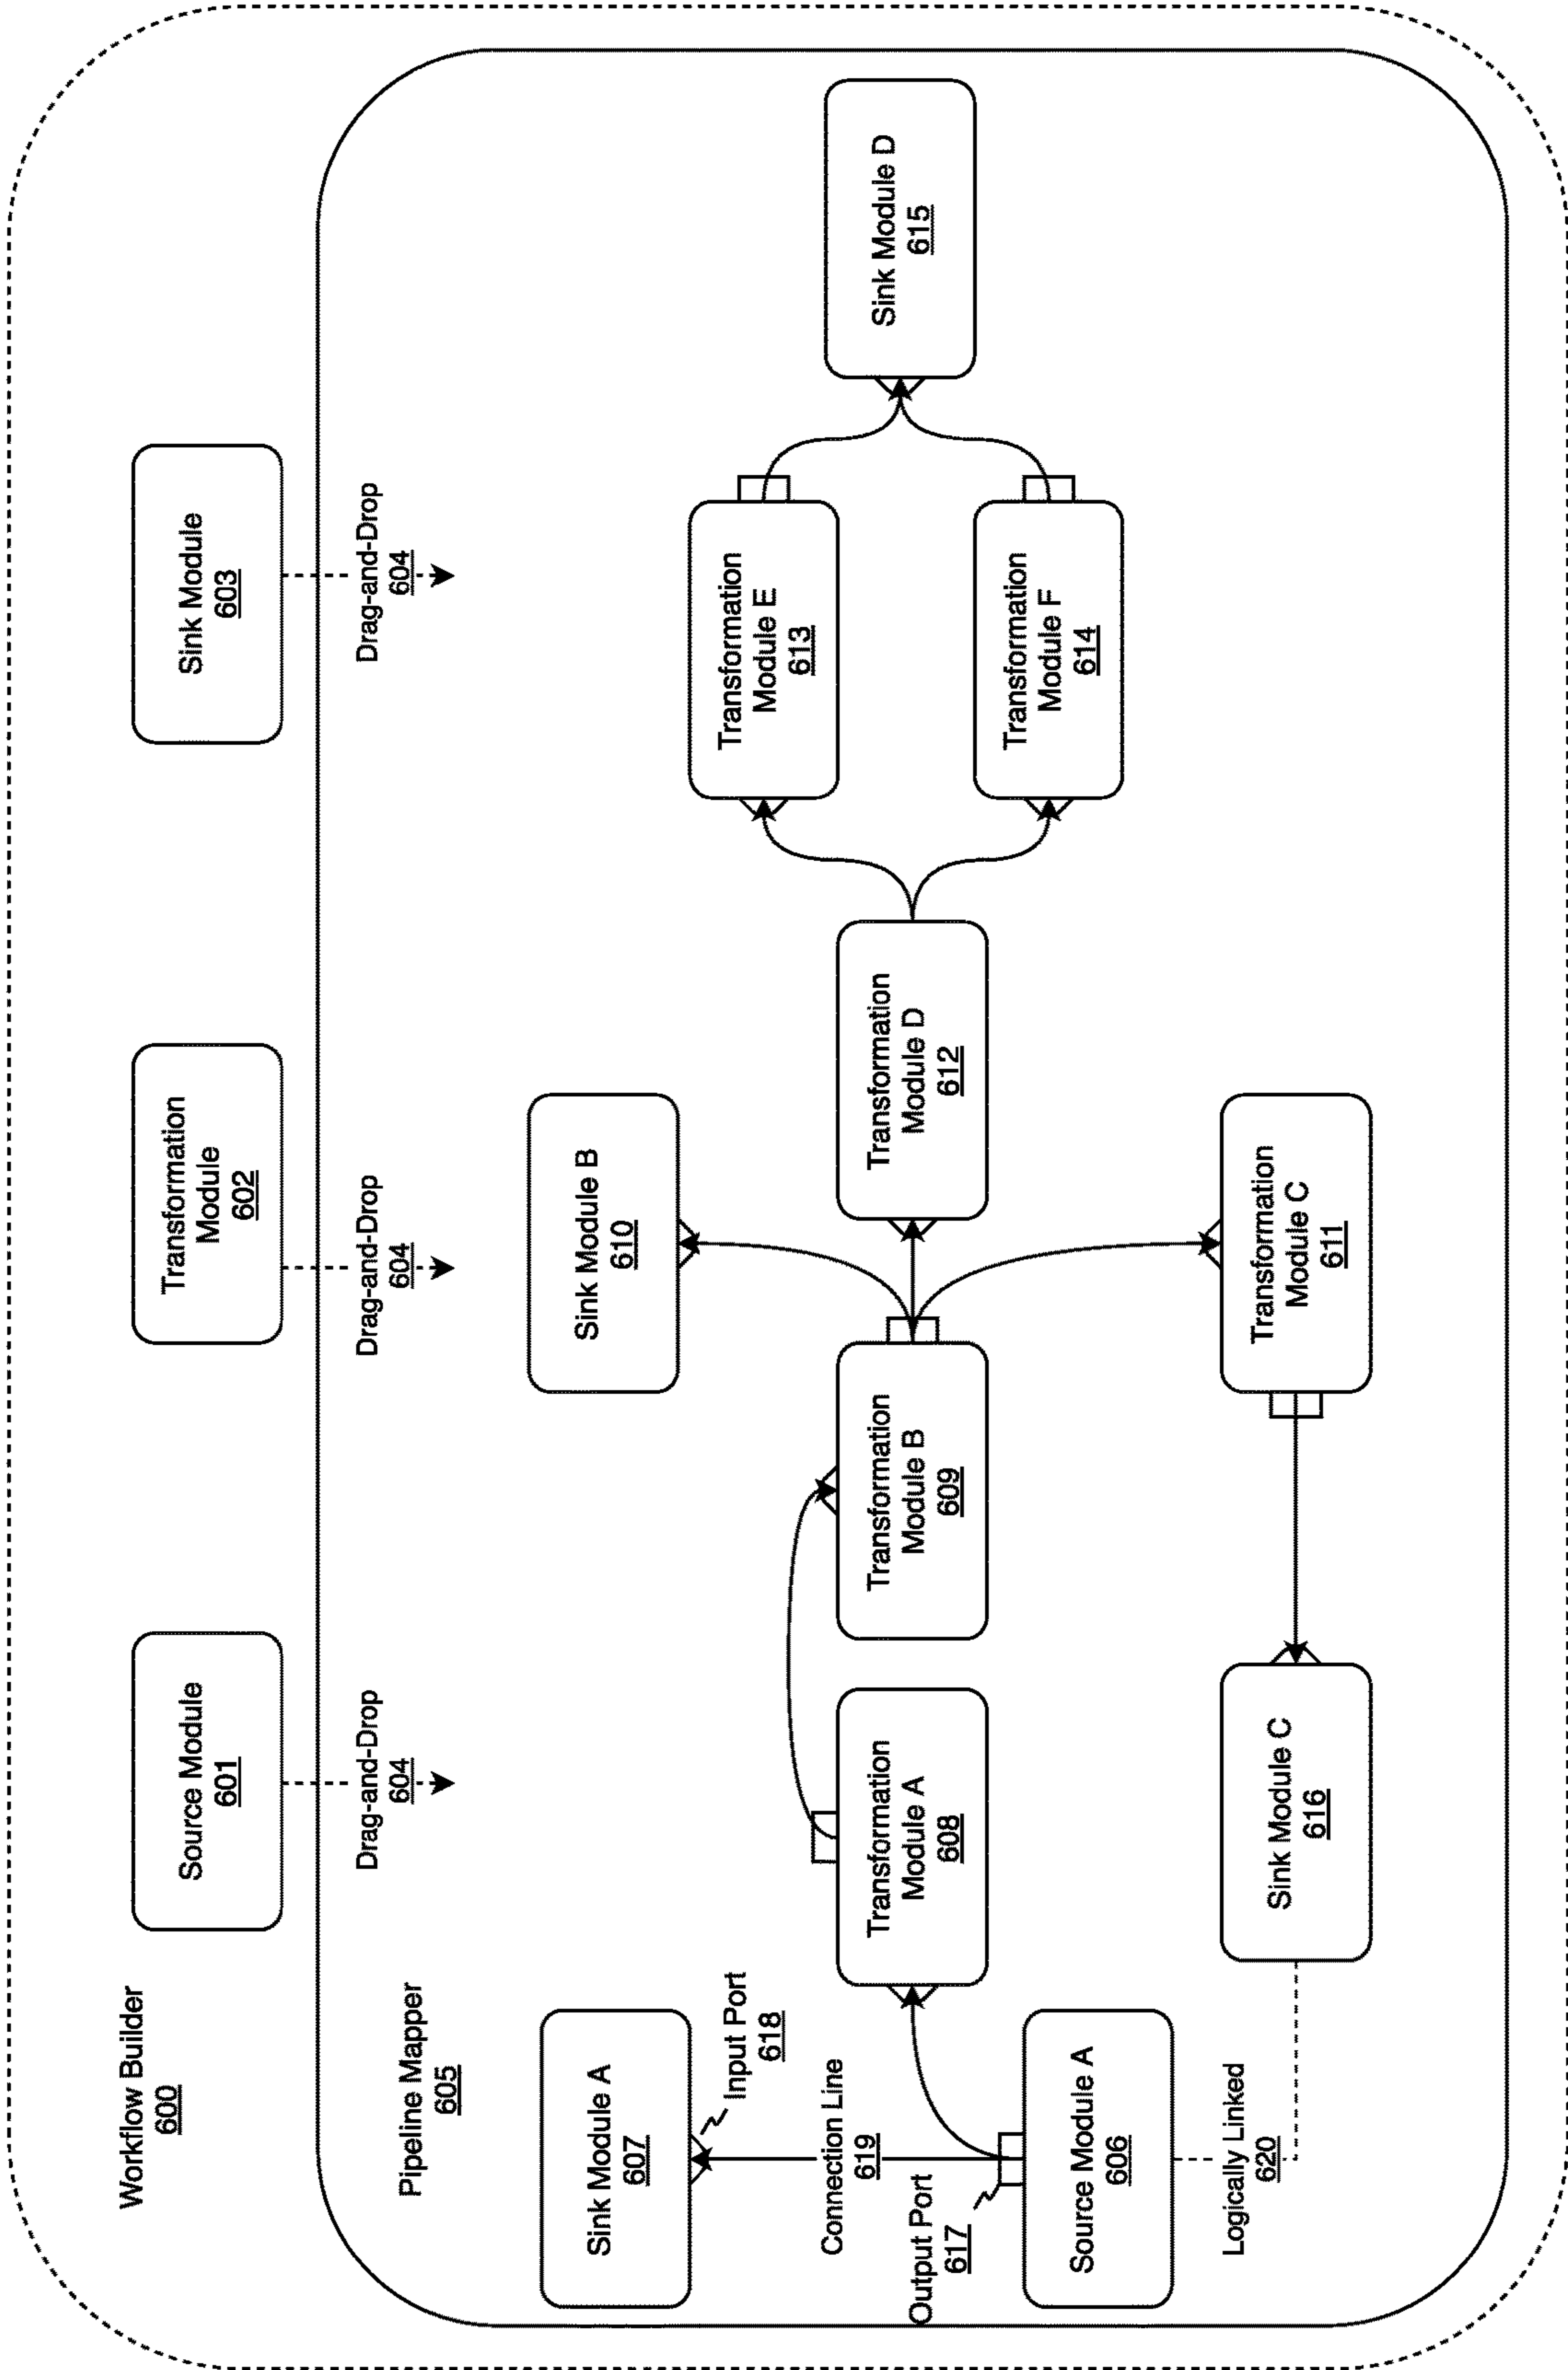 Workflow Builder
600
Source Module
601
Transformation
Module
602
Sink Module
603
Pipeline Mapper
605
Drag-and-Drop
604
Drag-and-Drop
604
Drag-and-Drop
604
Sink Module A
607
Input Port
618
Connection Line
619
Output Port
617
Source Module A
606
Logically Linked
620
Transformation
Module A
608
Transformation
Module B
609
Sink Module B
610
Transformation
Module D
612
Transformation
Module C
611
Sink Module C
616
Transformation
Module E
613
Transformation
Module F
614
Sink Module D
615